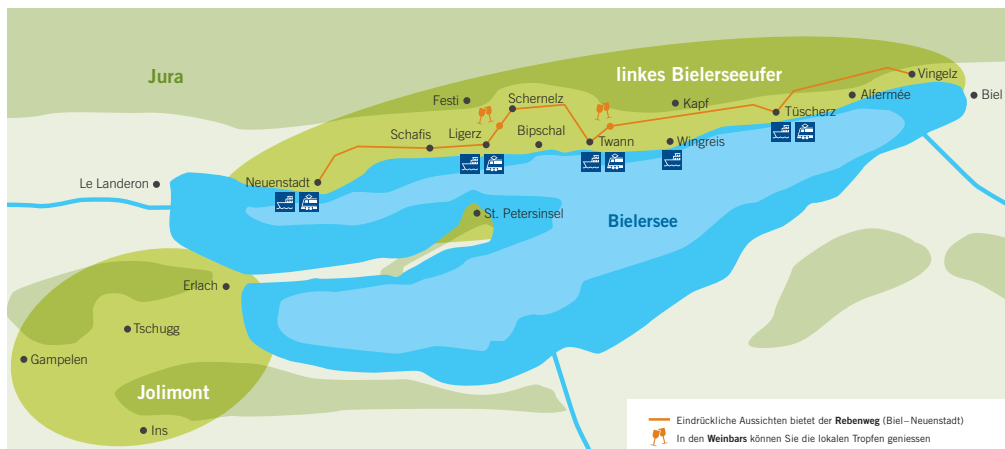 Jura
linkes Bielerseeufer
Vingelz
Biel
Alfermée
Festi
Schernelz
Kapf
Tüscherz
Schafis
Ligerz
Bipschal
Twann
Wingreis
Le Landeron
Neuenstadt
St. Petersinsel
Bielersee
Erlach
Tschugg
Gampelen
Jolimont
Ins
Eindrückliche Aussichten bietet der Rebenweg (Biel–Neuenstadt)
In den Weinbars können Sie die lokalen Tropfen geniessen